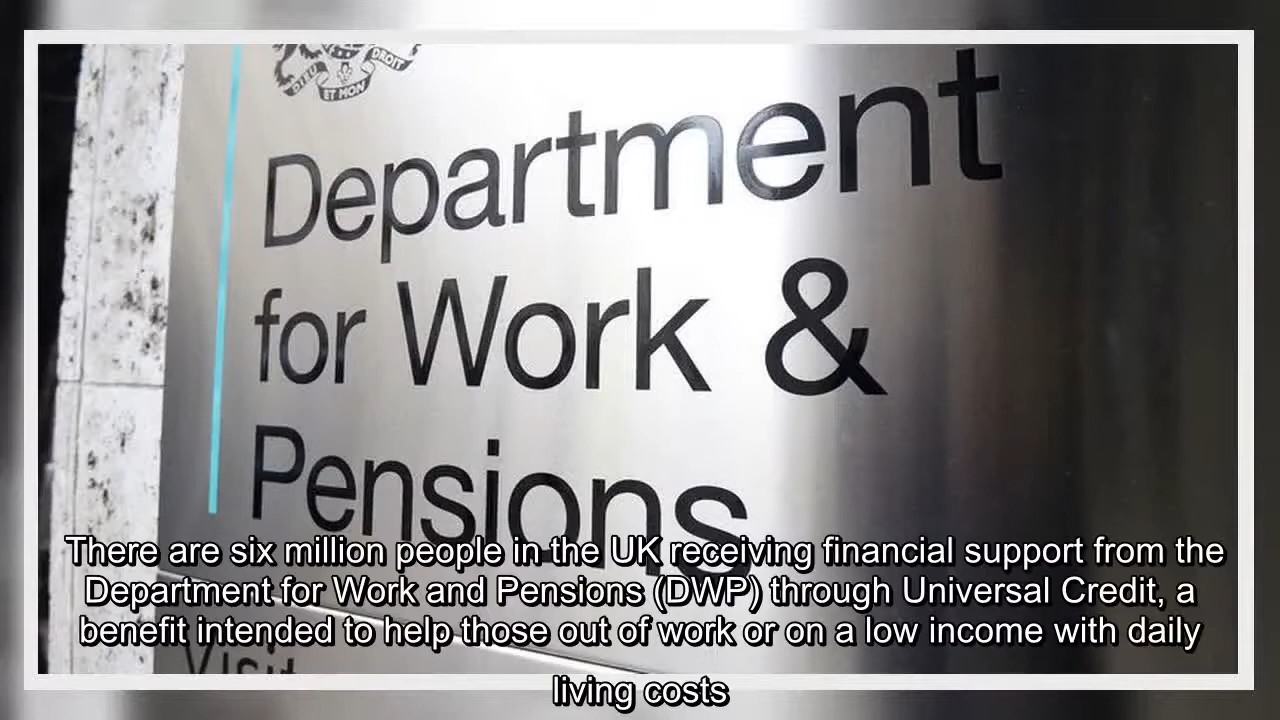 DIEU ET MON DROIT
Department
for Work &
Pensions
There are six million people in the UK receiving financial support from the
Department for Work and Pensions (DWP) through Universal Credit, a
benefit intended to help those out of work or on a low income with daily
Visit
living costs